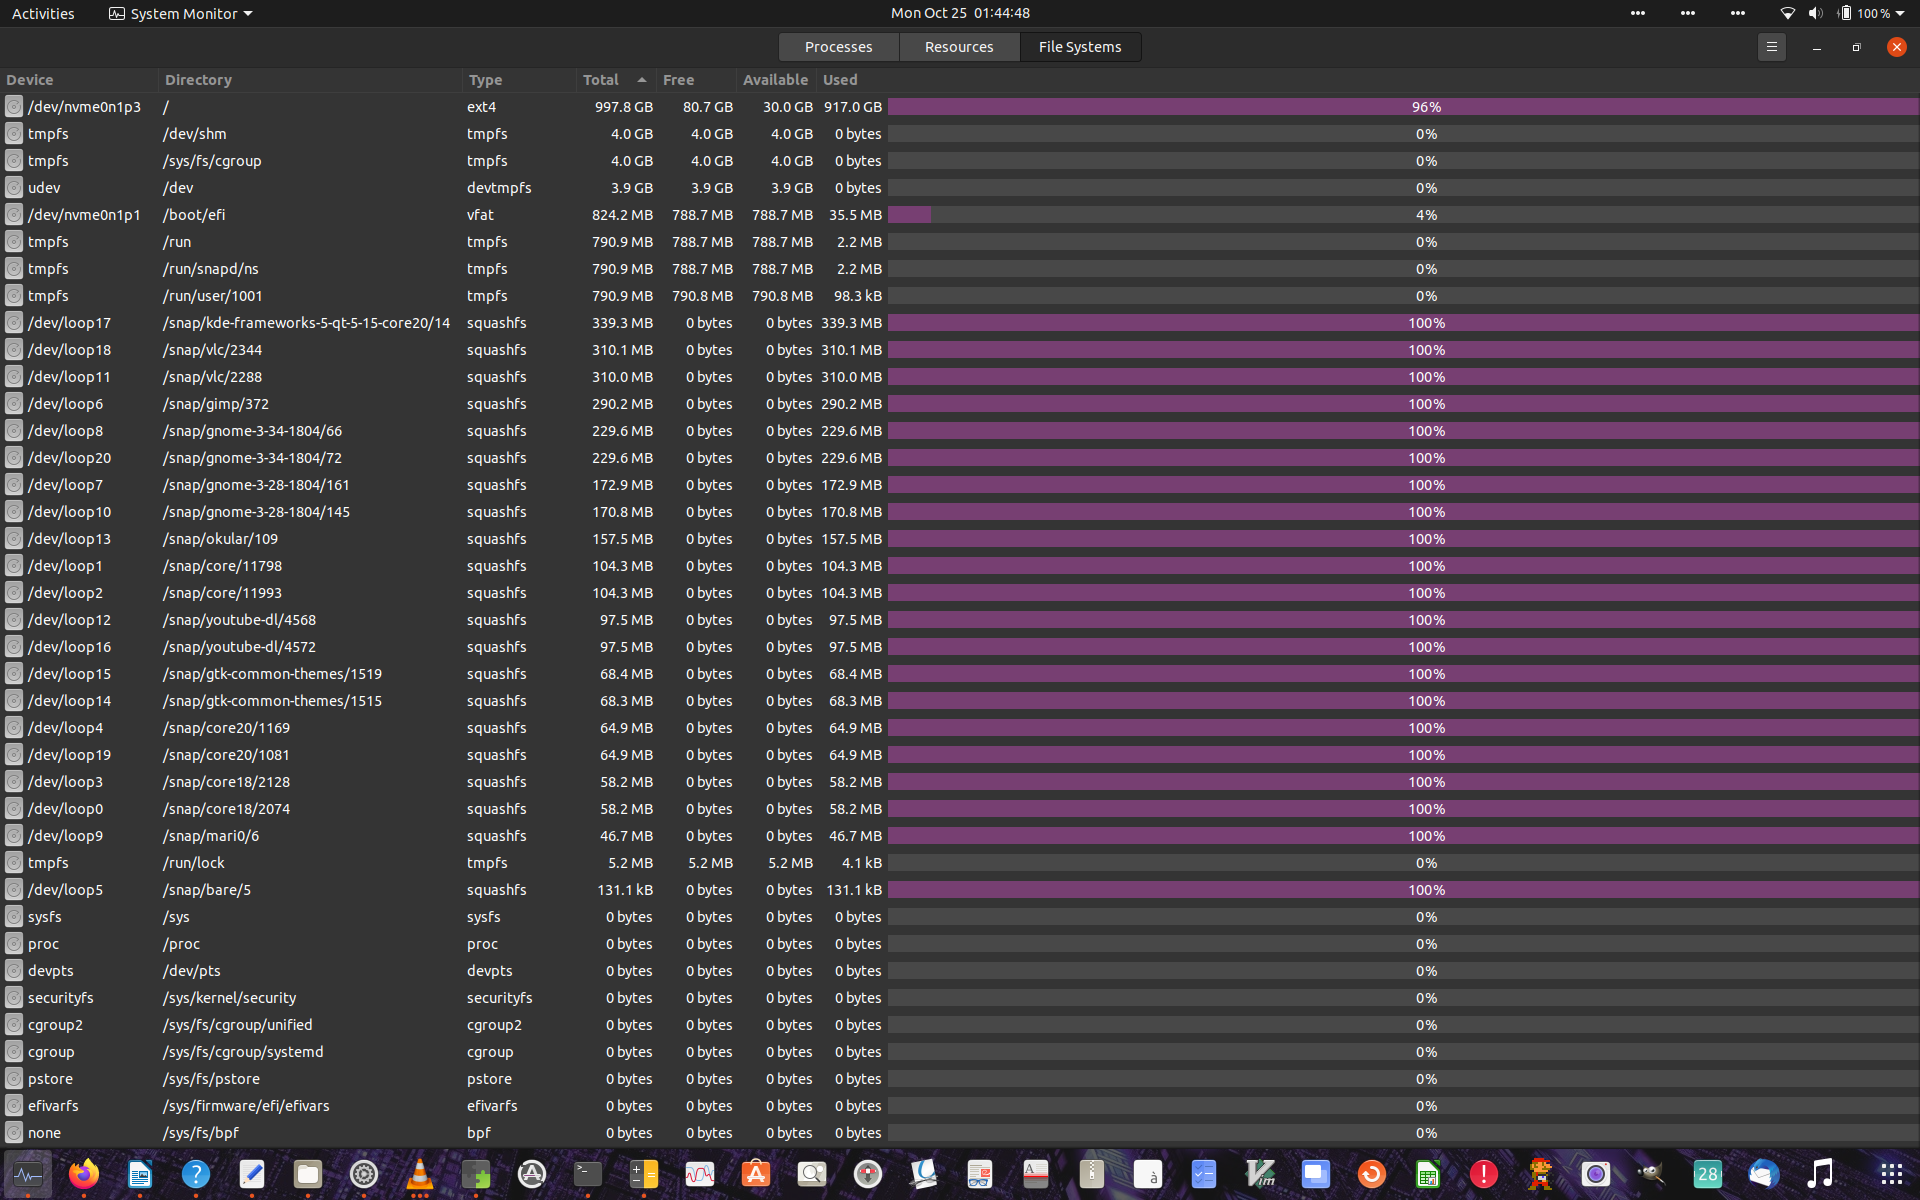 Activities System Monitor Mon Oct 25 01:44:48 100 %
Processes Resources File Systems
Device Directory Type Total Free Available Used
/dev/nvme0n1p3 / ext4 997.8 GB 80.7 GB 30.0 GB 917.0 GB 96%
tmpfs /dev/shm tmpfs 4.0 GB 4.0 GB 4.0 GB 0 bytes 0%
tmpfs /sys/fs/cgroup tmpfs 4.0 GB 4.0 GB 4.0 GB 0 bytes 0%
udev /dev devtmpfs 3.9 GB 3.9 GB 3.9 GB 0 bytes 0%
/dev/nvme0n1p1 /boot/efi vfat 824.2 MB 788.7 MB 788.7 MB 35.5 MB 4%
tmpfs /run tmpfs 790.9 MB 788.7 MB 788.7 MB 2.2 MB 0%
tmpfs /run/snapd/ns tmpfs 790.9 MB 788.7 MB 788.7 MB 2.2 MB 0%
tmpfs /run/user/1001 tmpfs 790.9 MB 790.8 MB 790.8 MB 98.3 kB 0%
/dev/loop17 /snap/kde-frameworks-5-qt-5-15-core20/14 squashfs 339.3 MB 0 bytes 0 bytes 339.3 MB 100%
/dev/loop18 /snap/vlc/2344 squashfs 310.1 MB 0 bytes 0 bytes 310.1 MB 100%
/dev/loop11 /snap/vlc/2288 squashfs 310.0 MB 0 bytes 0 bytes 310.0 MB 100%
/dev/loop6 /snap/gimp/372 squashfs 290.2 MB 0 bytes 0 bytes 290.2 MB 100%
/dev/loop8 /snap/gnome-3-34-1804/66 squashfs 229.6 MB 0 bytes 0 bytes 229.6 MB 100%
/dev/loop20 /snap/gnome-3-34-1804/72 squashfs 229.6 MB 0 bytes 0 bytes 229.6 MB 100%
/dev/loop7 /snap/gnome-3-28-1804/161 squashfs 172.9 MB 0 bytes 0 bytes 172.9 MB 100%
/dev/loop10 /snap/gnome-3-28-1804/145 squashfs 170.8 MB 0 bytes 0 bytes 170.8 MB 100%
/dev/loop13 /snap/okular/109 squashfs 157.5 MB 0 bytes 0 bytes 157.5 MB 100%
/dev/loop1 /snap/core/11798 squashfs 104.3 MB 0 bytes 0 bytes 104.3 MB 100%
/dev/loop2 /snap/core/11993 squashfs 104.3 MB 0 bytes 0 bytes 104.3 MB 100%
/dev/loop12 /snap/youtube-dl/4568 squashfs 97.5 MB 0 bytes 0 bytes 97.5 MB 100%
/dev/loop16 /snap/youtube-dl/4572 squashfs 97.5 MB 0 bytes 0 bytes 97.5 MB 100%
/dev/loop15 /snap/gtk-common-themes/1519 squashfs 68.4 MB 0 bytes 0 bytes 68.4 MB 100%
/dev/loop14 /snap/gtk-common-themes/1515 squashfs 68.3 MB 0 bytes 0 bytes 68.3 MB 100%
/dev/loop4 /snap/core20/1169 squashfs 64.9 MB 0 bytes 0 bytes 64.9 MB 100%
/dev/loop19 /snap/core20/1081 squashfs 64.9 MB 0 bytes 0 bytes 64.9 MB 100%
/dev/loop3 /snap/core18/2128 squashfs 58.2 MB 0 bytes 0 bytes 58.2 MB 100%
/dev/loop0 /snap/core18/2074 squashfs 58.2 MB 0 bytes 0 bytes 58.2 MB 100%
/dev/loop9 /snap/mari0/6 squashfs 46.7 MB 0 bytes 0 bytes 46.7 MB 100%
tmpfs /run/lock tmpfs 5.2 MB 5.2 MB 5.2 MB 4.1 kB 0%
/dev/loop5 /snap/bare/5 squashfs 131.1 kB 0 bytes 0 bytes 131.1 kB 100%
sysfs /sys sysfs 0 bytes 0 bytes 0 bytes 0 bytes 0%
proc /proc proc 0 bytes 0 bytes 0 bytes 0 bytes 0%
devpts /dev/pts devpts 0 bytes 0 bytes 0 bytes 0 bytes 0%
securityfs /sys/kernel/security securityfs 0 bytes 0 bytes 0 bytes 0 bytes 0%
cgroup2 /sys/fs/cgroup/unified cgroup2 0 bytes 0 bytes 0 bytes 0 bytes 0%
cgroup /sys/fs/cgroup/systemd cgroup 0 bytes 0 bytes 0 bytes 0 bytes 0%
pstore /sys/fs/pstore pstore 0 bytes 0 bytes 0 bytes 0 bytes 0%
efivarfs /sys/firmware/efi/efivars efivarfs 0 bytes 0 bytes 0 bytes 0 bytes 0%
none /sys/fs/bpf bpf 0 bytes 0 bytes 0 bytes 0 bytes 0%
? >_ A à Vim ! 28